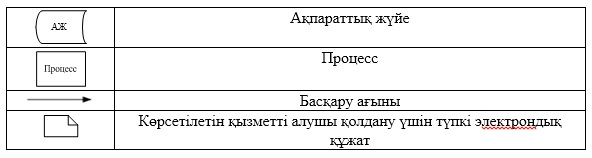 АЖ
Ақпараттық жүйе
Процесс
Процесс
Басқару ағыны
Көрсетілетін қызметті алушы қолдану үшін түпкі электрондық
құжат